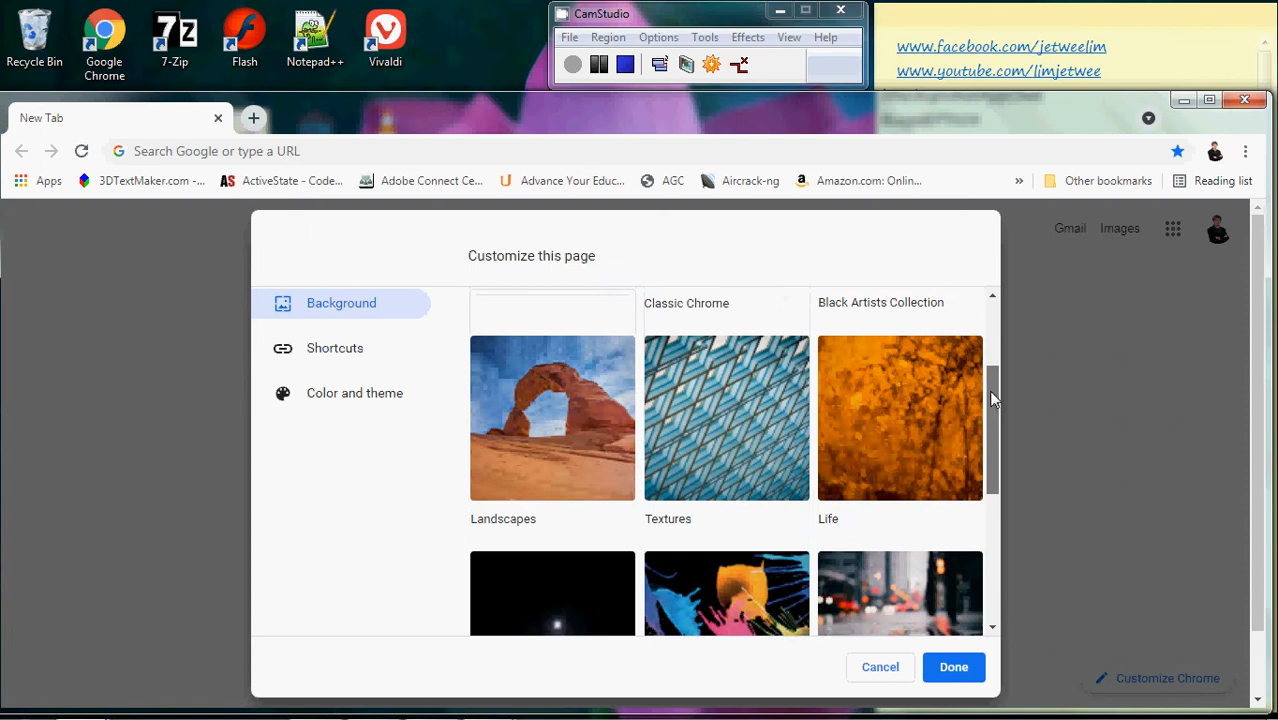 CamStudio
File Region Options Tools Effects View Help
www.facebook.com/jetweelim
www.youtube.com/limjetwee
7z
Recycle Bin
Google
Chrome
7-Zip
Flash
Notepad++
Vivaldi
New Tab
Search Google or type a URL
Apps
3DTextMaker.com -...
AS ActiveState - Code...
Adobe Connect Ce...
U Advance Your Educ...
AGC
Aircrack-ng
a Amazon.com: Onlin...
»
Other bookmarks
Reading list
Gmail Images
Customize this page
Background
Shortcuts
Color and theme
Classic Chrome
Black Artists Collection
Landscapes
Textures
Life
Cancel
Done
Customize Chrome